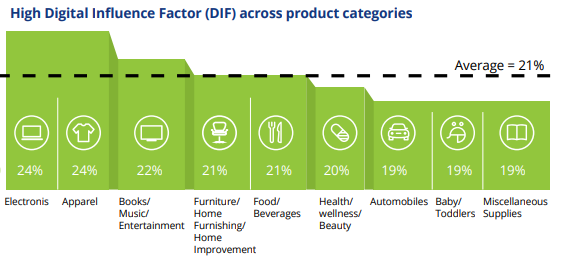 High Digital Influence Factor (DIF) across product categories
Average = 21%
24%
24%
22%
21%
21%
20%
19%
19%
19%
Electronis
Apparel
Books/
Music/
Entertainment
Furniture/
Home
Furnishing/
Home
Improvement
Food/
Beverages
Health/
wellness/
Beauty
Automobiles
Baby/
Toddlers
Miscellaneous
Supplies